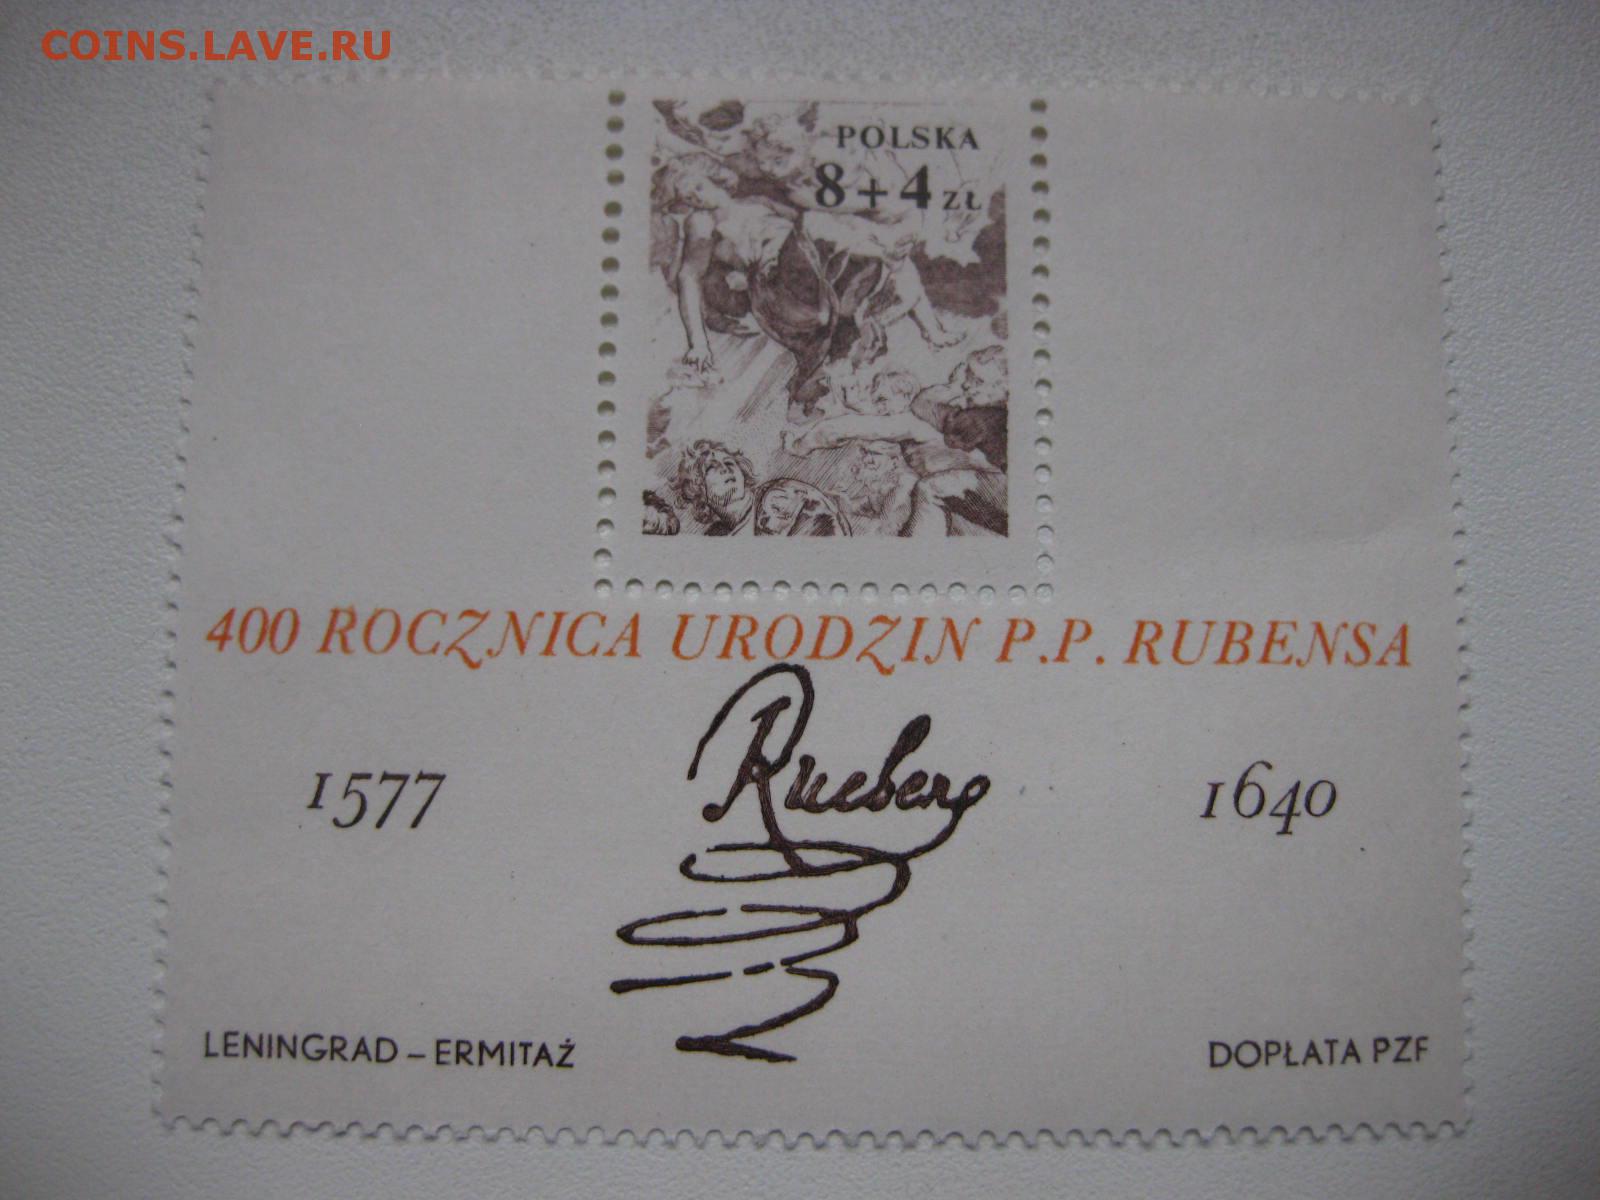 COINS.LAVE.RU
POLSKA
8+4 ZŁ
400 ROCZNICA URODZIN P.P. RUBENSA
1577
1640
LENINGRAD – ERMITAŻ
DOPŁATA PZF